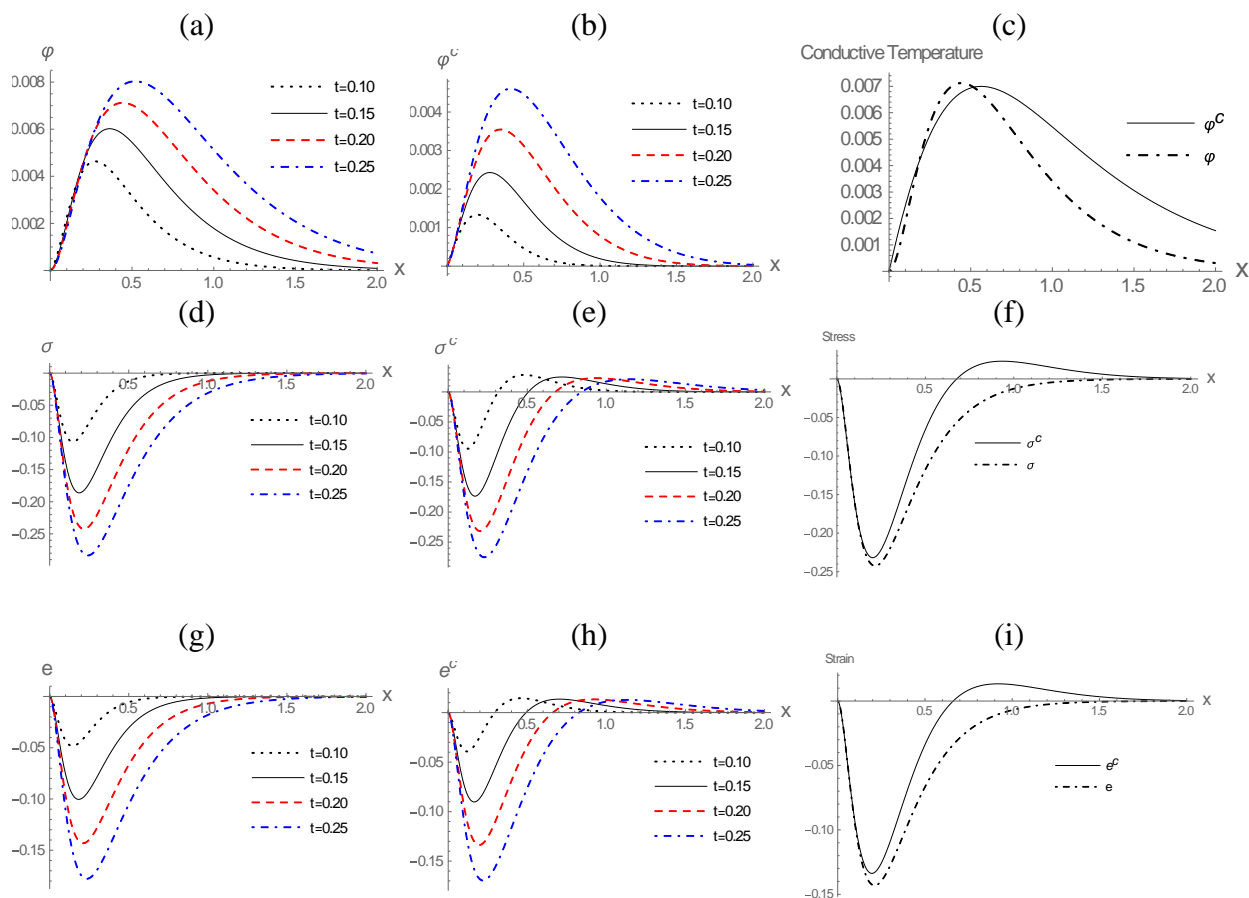 (a)
φ
0.008
0.006
0.004
0.002
0.5
1.0
1.5
2.0
X
t=0.10
t=0.15
t=0.20
t=0.25
(b)
φ^C
0.004
0.003
0.002
0.001
0.5
1.0
1.5
2.0
X
t=0.10
t=0.15
t=0.20
t=0.25
(c)
Conductive Temperature
0.007
0.006
0.005
0.004
0.003
0.002
0.001
0.5
1.0
1.5
2.0
X
φ^C
φ
(d)
σ
0.5
1.0
1.5
2.0
X
−0.05
−0.10
−0.15
−0.20
−0.25
t=0.10
t=0.15
t=0.20
t=0.25
(e)
σ^C
0.5
1.0
1.5
2.0
X
−0.05
−0.10
−0.15
−0.20
−0.25
t=0.10
t=0.15
t=0.20
t=0.25
(f)
Stress
0.5
1.0
1.5
2.0
X
−0.05
−0.10
−0.15
−0.20
−0.25
σ^C
σ
(g)
e
0.5
1.0
1.5
2.0
X
−0.05
−0.10
−0.15
t=0.10
t=0.15
t=0.20
t=0.25
(h)
e^C
0.5
1.0
1.5
2.0
X
−0.05
−0.10
−0.15
t=0.10
t=0.15
t=0.20
t=0.25
(i)
Strain
0.5
1.0
1.5
2.0
X
−0.05
−0.10
−0.15
e^C
e